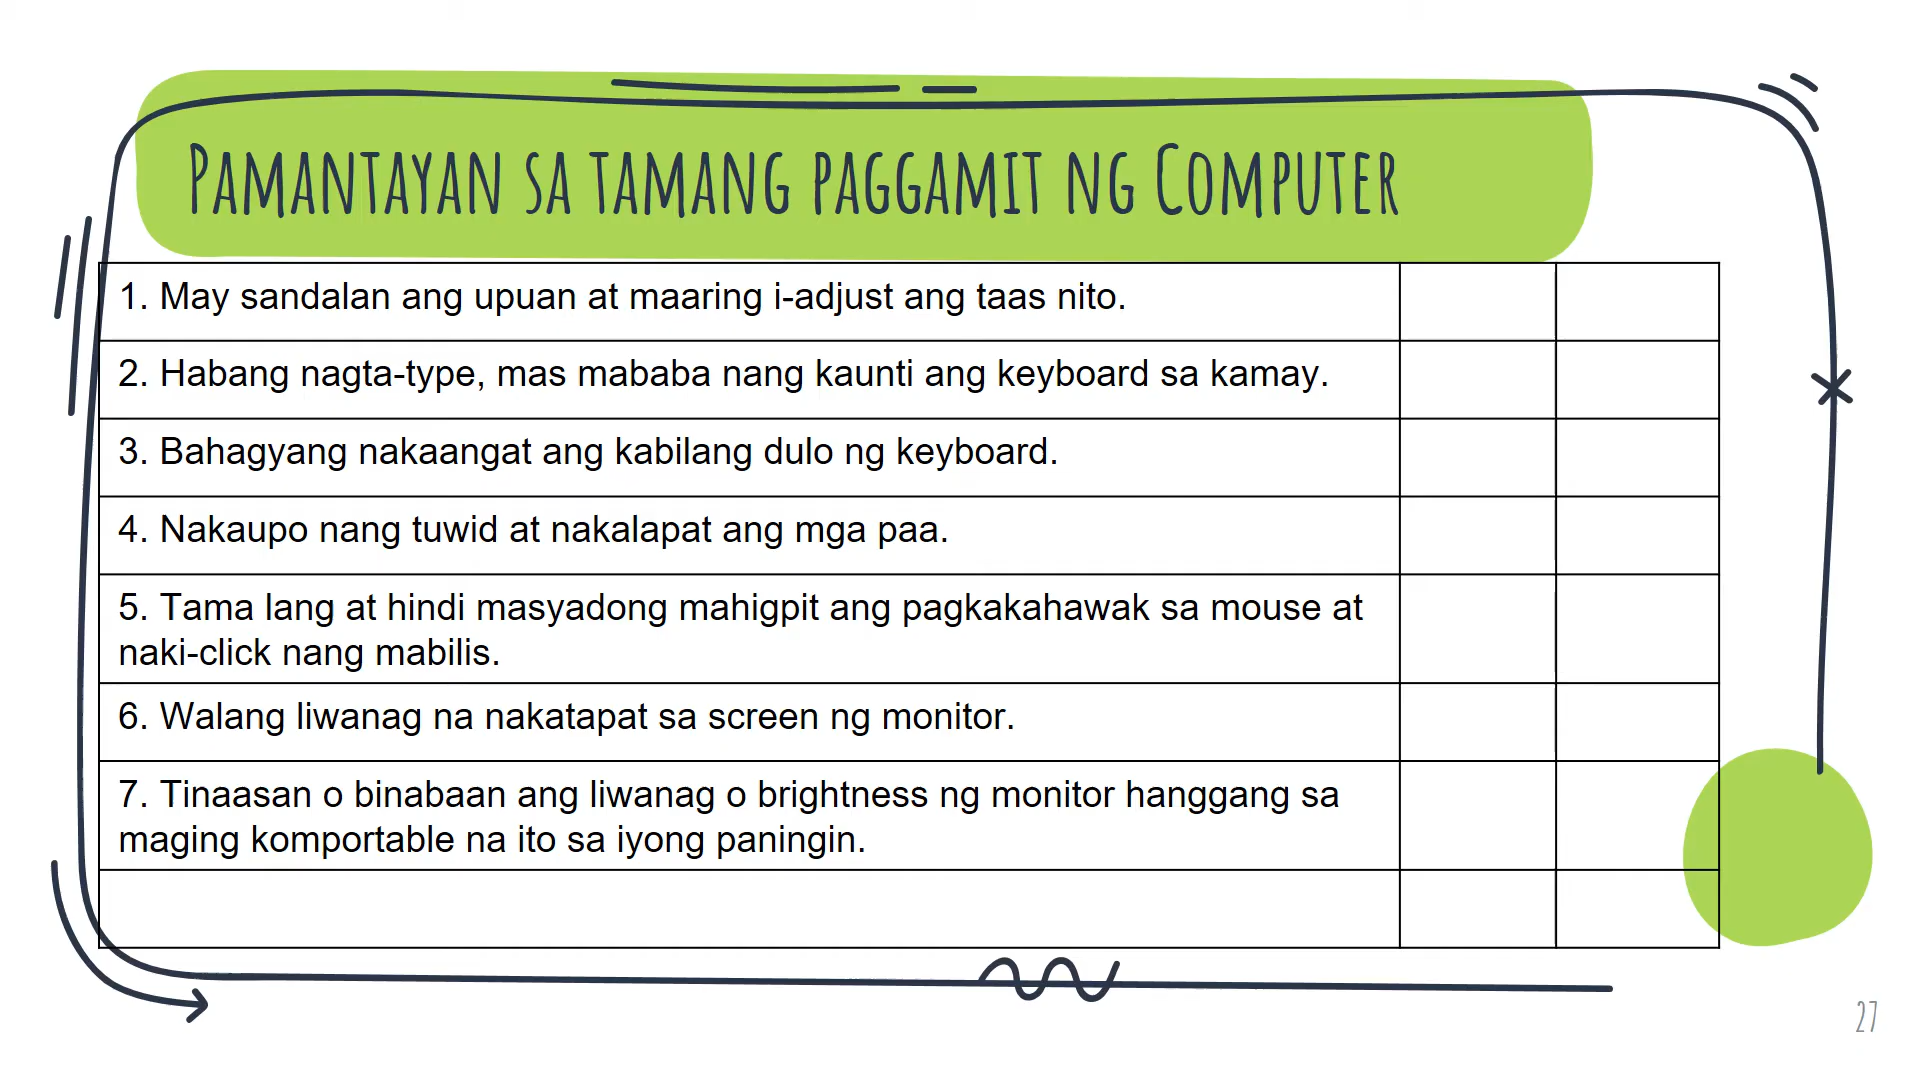 Pamantayan sa tamang paggamit ng Computer
1. May sandalan ang upuan at maaring i-adjust ang taas nito.
2. Habang nagta-type, mas mababa nang kaunti ang keyboard sa kamay.
3. Bahagyang nakaangat ang kabilang dulo ng keyboard.
4. Nakaupo nang tuwid at nakalapat ang mga paa.
5. Tama lang at hindi masyadong mahigpit ang pagkakahawak sa mouse at
naki-click nang mabilis.
6. Walang liwanag na nakatapat sa screen ng monitor.
7. Tinaasan o binabaan ang liwanag o brightness ng monitor hanggang sa
maging komportable na ito sa iyong paningin.
27